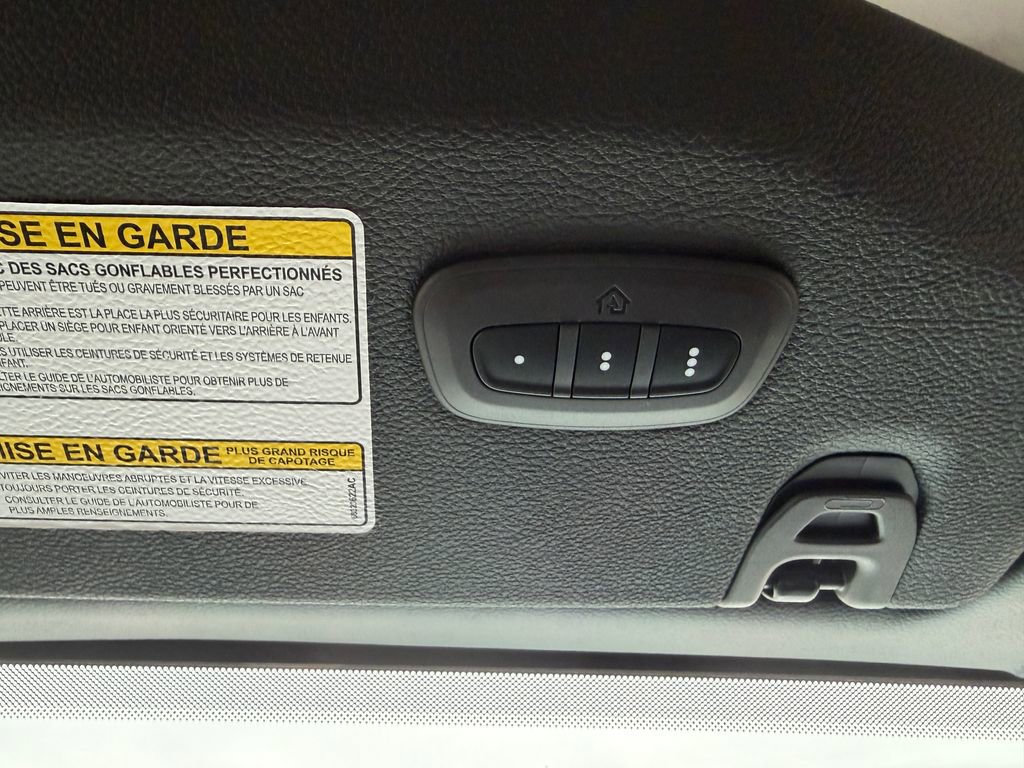 SE EN GARDE
C DES SACS GONFLABLES PERFECTIONNÉS
PEUVENT ÊTRE TUÉS OU GRAVEMENT BLESSÉS PAR UN SAC
TTE ARRIÈRE EST LA PLACE LA PLUS SÉCURITAIRE POUR LES ENFANTS.
PLACER UN SIÈGE POUR ENFANT ORIENTÉ VERS L'ARRIÈRE À L'AVANT
BLE.
S UTILISER LES CEINTURES DE SÉCURITÉ ET LES SYSTÈMES DE RETENUE
FANT.
LTER LE GUIDE DE L'AUTOMOBILISTE POUR OBTENIR PLUS DE
IGNEMENTS SUR LES SACS GONFLABLES.
MISE EN GARDE PLUS GRAND RISQUE
DE CAPOTAGE
VITER LES MANOEUVRES ABRUPTES ET LA VITESSE EXCESSIVE.
TOUJOURS PORTER LES CEINTURES DE SÉCURITÉ.
CONSULTER LE GUIDE DE L'AUTOMOBILISTE POUR DE
PLUS AMPLES RENSEIGNEMENTS.